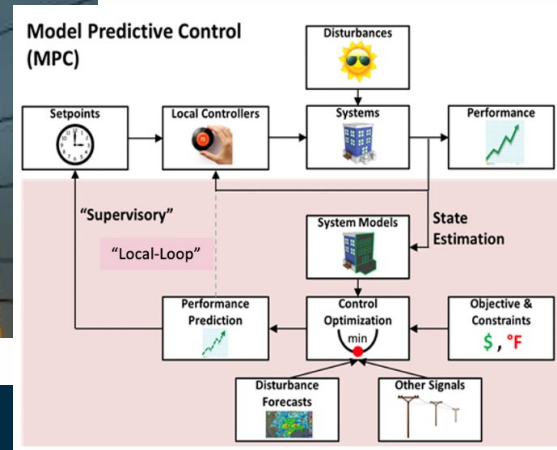 Model Predictive Control
(MPC)
Disturbances
Setpoints
Local Controllers
Systems
Performance
"Supervisory"
"Local-Loop"
System Models
State
Estimation
Performance
Prediction
Control
Optimization
min
Objective &
Constraints
$ , °F
Disturbance
Forecasts
Other Signals